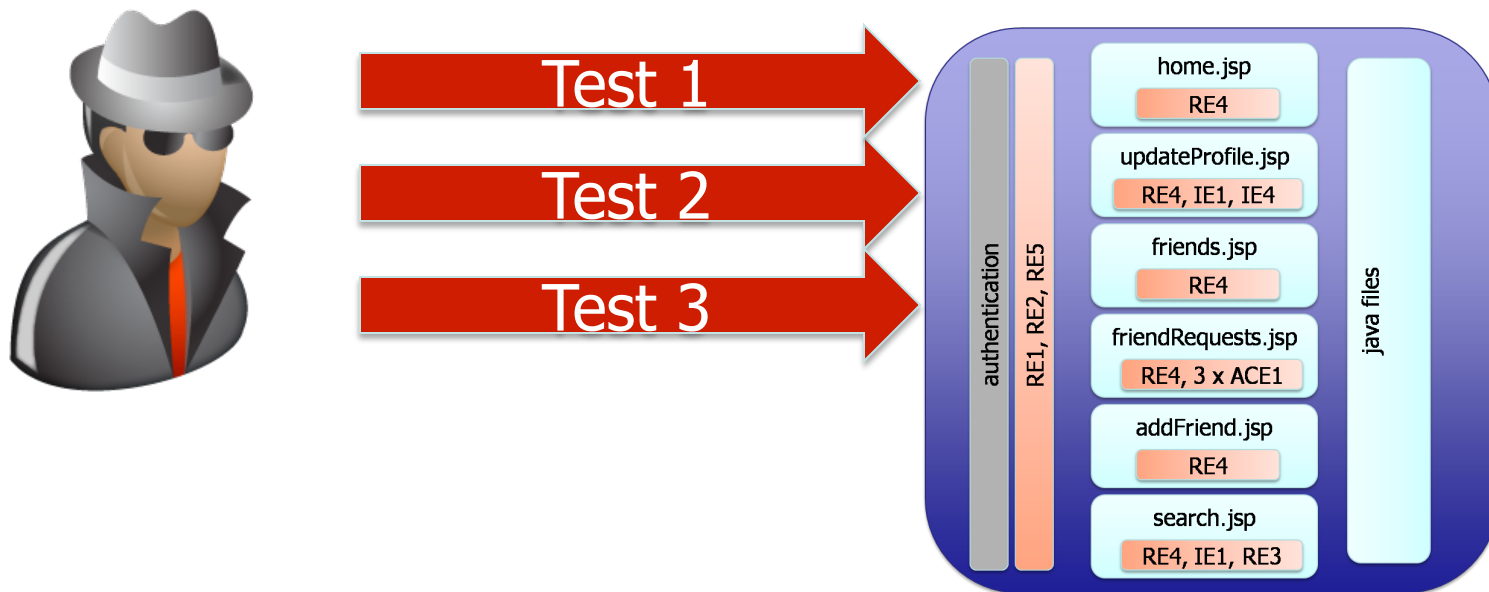 Test 1
Test 2
Test 3
authentication
RE1, RE2, RE5
home.jsp
RE4
updateProfile.jsp
RE4, IE1, IE4
friends.jsp
RE4
friendRequests.jsp
RE4, 3 x ACE1
addFriend.jsp
RE4
search.jsp
RE4, IE1, RE3
java files